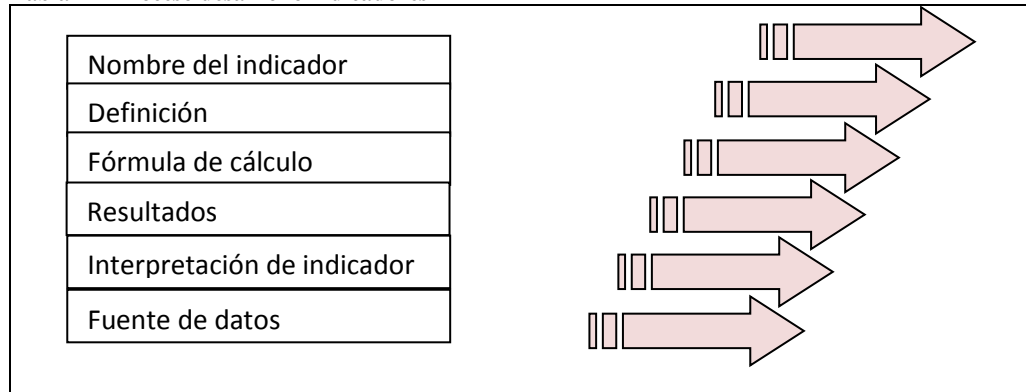 Nombre del indicador
Definición
Fórmula de cálculo
Resultados
Interpretación de indicador
Fuente de datos